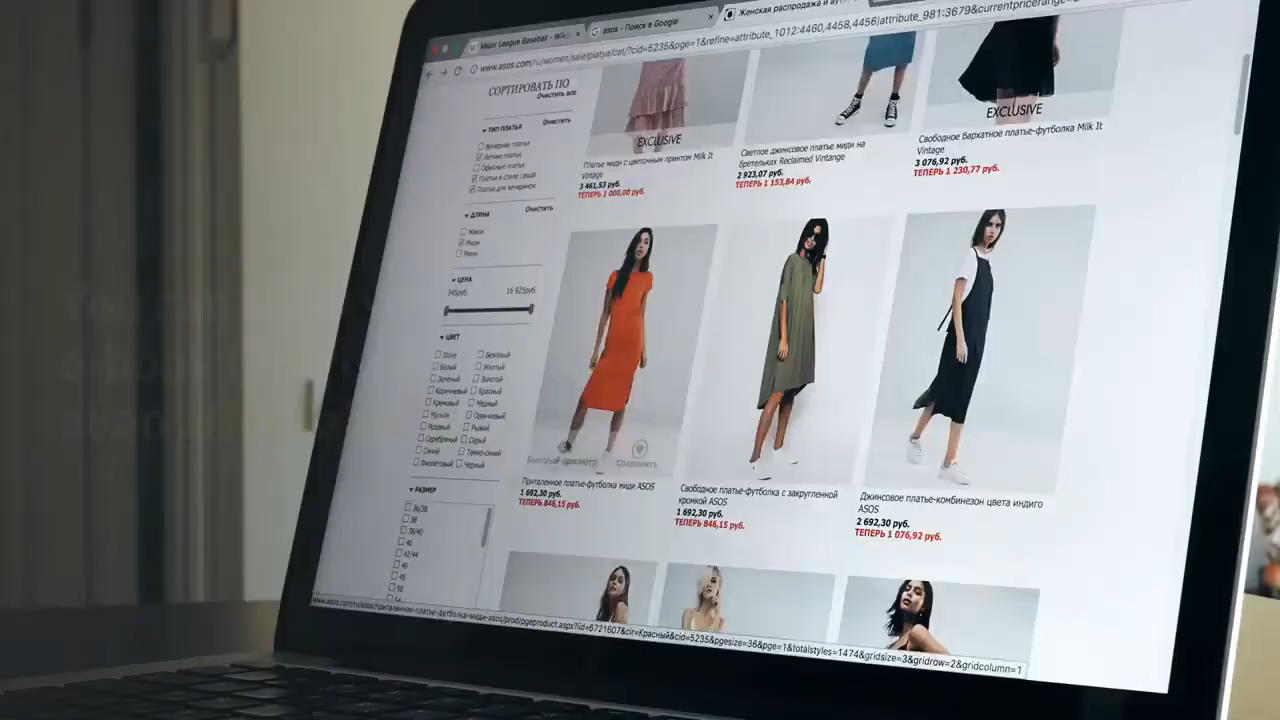 Major League Baseball - Wiki
asos - Поиск в Google
Женская распродажа и аут
www.asos.com/ru/women/sale/platya/cat/?cid=5235&pge=1&refine=attribute_1012:4460,4458,4456|attribute_981:3679&currentpricerange=
СОРТИРОВАТЬ ПО
Очистить все
ТИП ПЛАТЬЯ
Очистить
Вечерние платья
Летние платья
Офисные платья
Платья в стиле casual
Платья для вечеринок
ДЛИНА
Очистить
Макси
Миди
Мини
ЦЕНА
745руб.
16 925руб.
ЦВЕТ
Stone
Бежевый
Белый
Желтый
Зеленый
Золотой
Коричневый
Красный
Кремовый
Медный
Мульти
Оранжевый
Розовый
Рыжий
Серебряный
Серый
Синий
Темно-синий
Фиолетовый
Черный
РАЗМЕР
36/38
38
38/40
40
42/44
46
48
50
EXCLUSIVE
Платье миди с цветочным принтом Milk It
Vintage
3 461,53 руб.
ТЕПЕРЬ 1 000,00 руб.
Светлое джинсовое платье миди на
бретельках Reclaimed Vintange
2 923,07 руб.
ТЕПЕРЬ 1 153,84 руб.
EXCLUSIVE
Свободное бархатное платье-футболка Milk It
Vintage
3 076,92 руб.
ТЕПЕРЬ 1 230,77 руб.
Быстрый просмотр
Сохранить
Приталенное платье-футболка миди ASOS
1 692,30 руб.
ТЕПЕРЬ 846,15 руб.
Свободное платье-футболка с закругленной
кромкой ASOS
1 692,30 руб.
ТЕПЕРЬ 846,15 руб.
Джинсовое платье-комбинезон цвета индиго
ASOS
2 692,30 руб.
ТЕПЕРЬ 1 076,92 руб.
www.asos.com/ru/asos/приталенное-платье-футболка-миди-asos/prod/pgeproduct.aspx?iid=6721607&clr=Красный&cid=5235&pgesize=36&pge=1&totalstyles=1474&gridsize=3&gridrow=2&gridcolumn=1